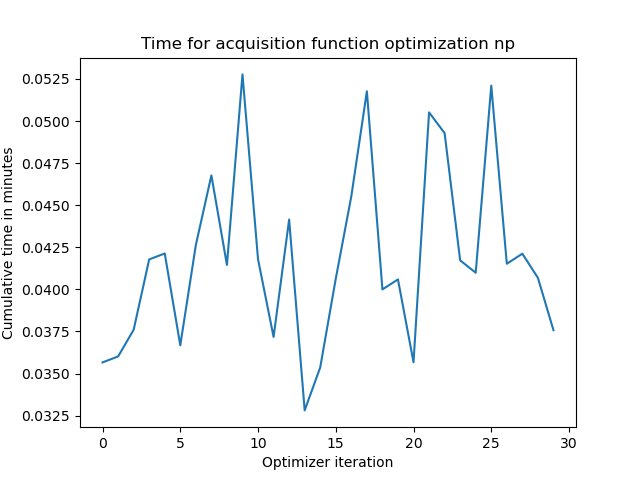 Time for acquisition function optimization np
Cumulative time in minutes
0.0525
0.0500
0.0475
0.0450
0.0425
0.0400
0.0375
0.0350
0.0325
0 5 10 15 20 25 30
Optimizer iteration